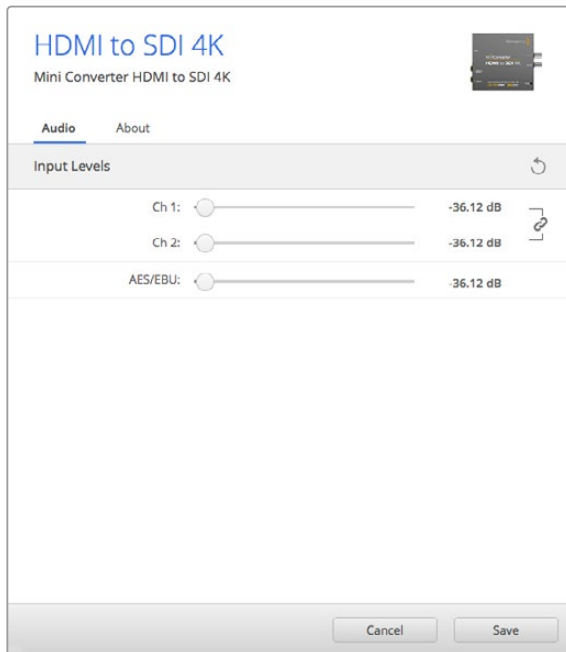 HDMI to SDI 4K
Mini Converter HDMI to SDI 4K
Audio About
Input Levels
Ch 1: -36.12 dB
Ch 2: -36.12 dB
AES/EBU: -36.12 dB
Cancel Save